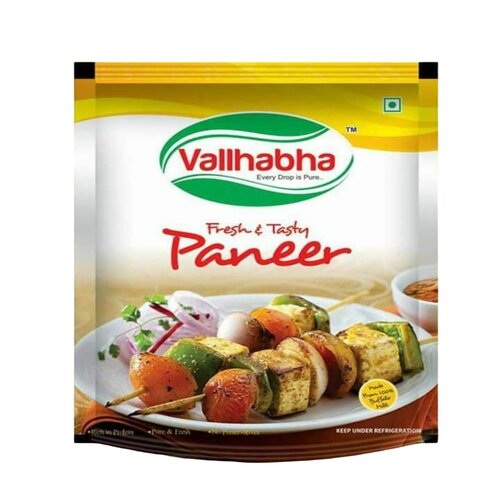 TM
Vallhabha
Every Drop is Pure..
Fresh & Tasty
Paneer
Made
From 100%
Buffalo
Milk
•Rich in Protein •Pure & Fresh •No Preservatives
KEEP UNDER REFRIGERATION